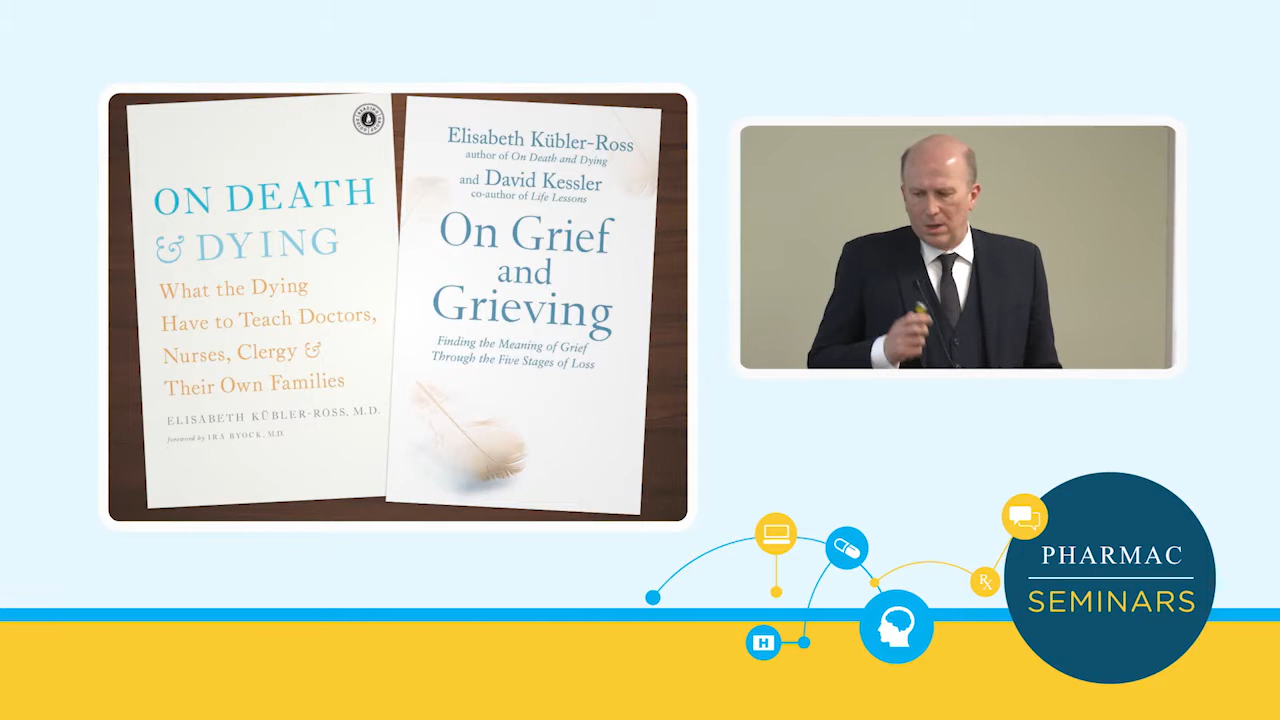 ON DEATH
& DYING
What the Dying
Have to Teach Doctors,
Nurses, Clergy &
Their Own Families
ELISABETH KÜBLER-ROSS, M.D.
foreword by IRA BYOCK, M.D.
Elisabeth Kübler-Ross
author of On Death and Dying
and David Kessler
co-author of Life Lessons
On Grief
and
Grieving
Finding the Meaning of Grief
Through the Five Stages of Loss
PHARMAC
SEMINARS
Rx
H